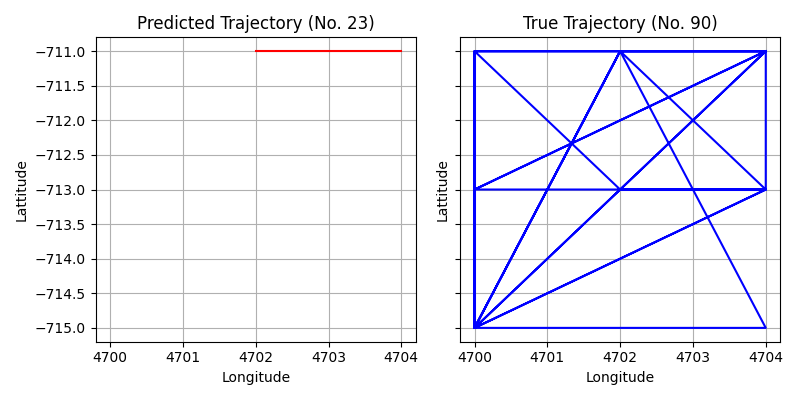 Predicted Trajectory (No. 23)
True Trajectory (No. 90)
Lattitude
−711.0
−711.5
−712.0
−712.5
−713.0
−713.5
−714.0
−714.5
−715.0
4700 4701 4702 4703 4704
Longitude
Lattitude
4700 4701 4702 4703 4704
Longitude